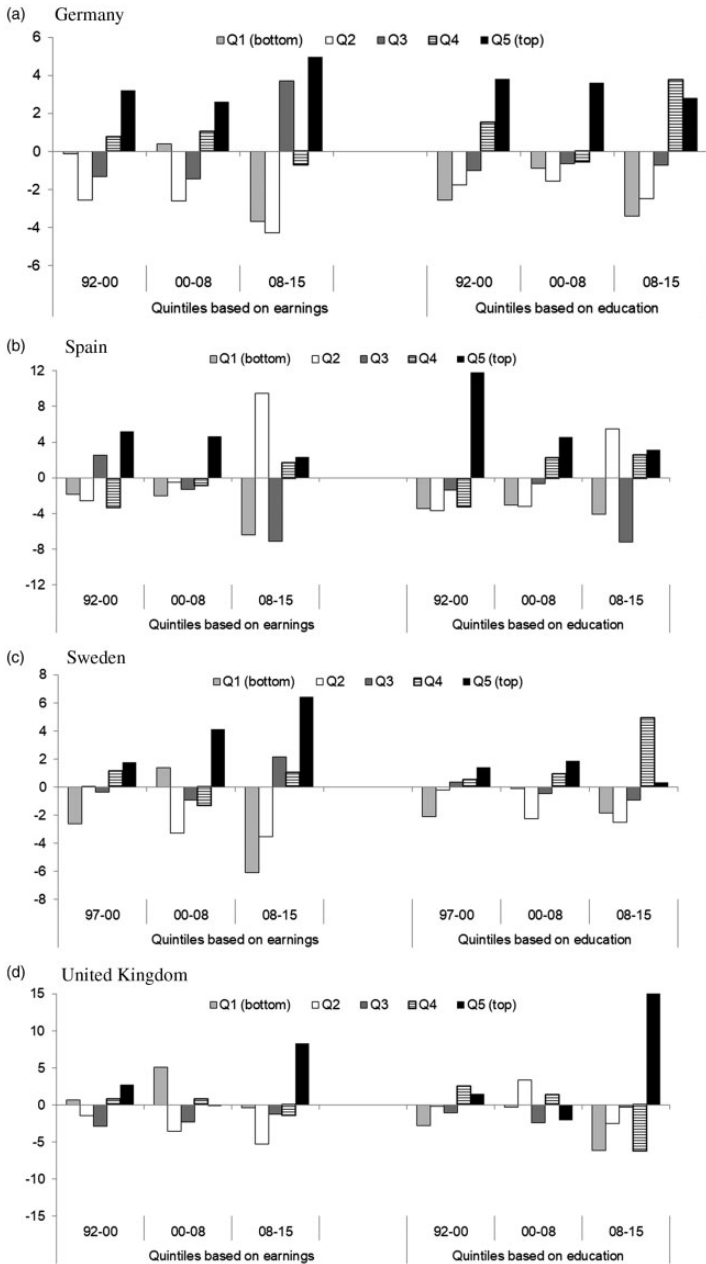 (a) Germany
Q1 (bottom) Q2 Q3 Q4 Q5 (top)
6
4
2
0
-2
-4
-6
92-00 00-08 08-15 92-00 00-08 08-15
Quintiles based on earnings Quintiles based on education
(b) Spain
Q1 (bottom) Q2 Q3 Q4 Q5 (top)
12
8
4
0
-4
-8
-12
92-00 00-08 08-15 92-00 00-08 08-15
Quintiles based on earnings Quintiles based on education
(c) Sweden
Q1 (bottom) Q2 Q3 Q4 Q5 (top)
8
6
4
2
0
-2
-4
-6
-8
97-00 00-08 08-15 97-00 00-08 08-15
Quintiles based on earnings Quintiles based on education
(d) United Kingdom
Q1 (bottom) Q2 Q3 Q4 Q5 (top)
15
10
5
0
-5
-10
-15
92-00 00-08 08-15 92-00 00-08 08-15
Quintiles based on earnings Quintiles based on education